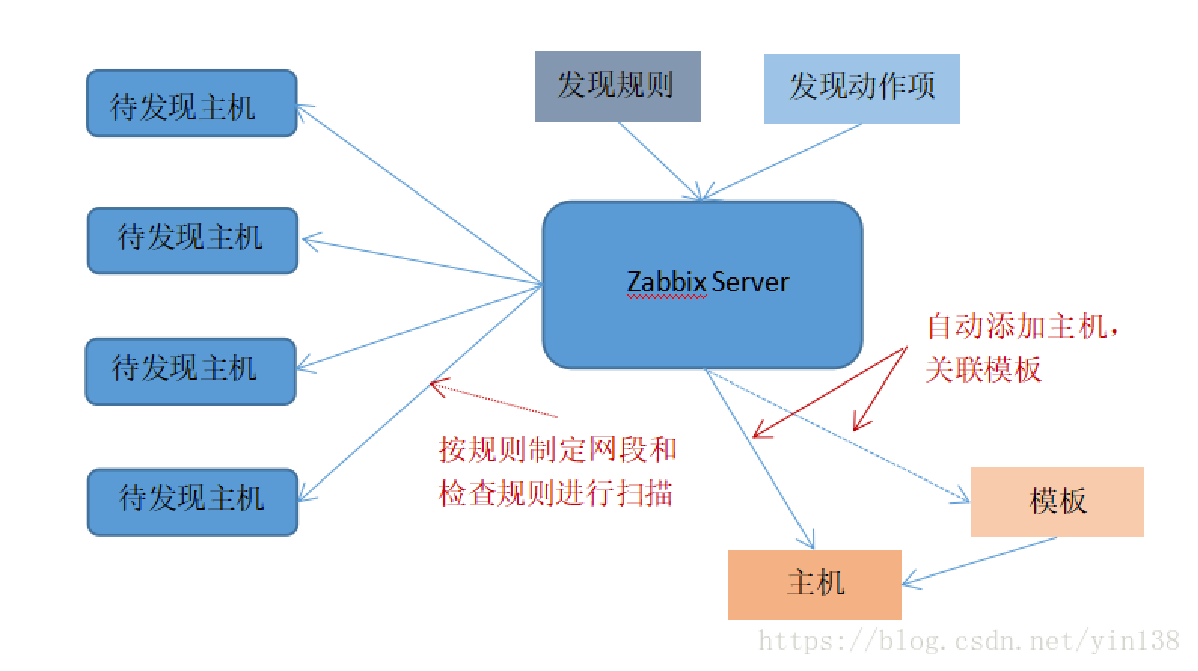 发现规则
发现动作项
待发现主机
待发现主机
待发现主机
待发现主机
Zabbix Server
自动添加主机，
关联模板
按规则制定网段和
检查规则进行扫描
模板
主机
https://blog.csdn.net/yin138